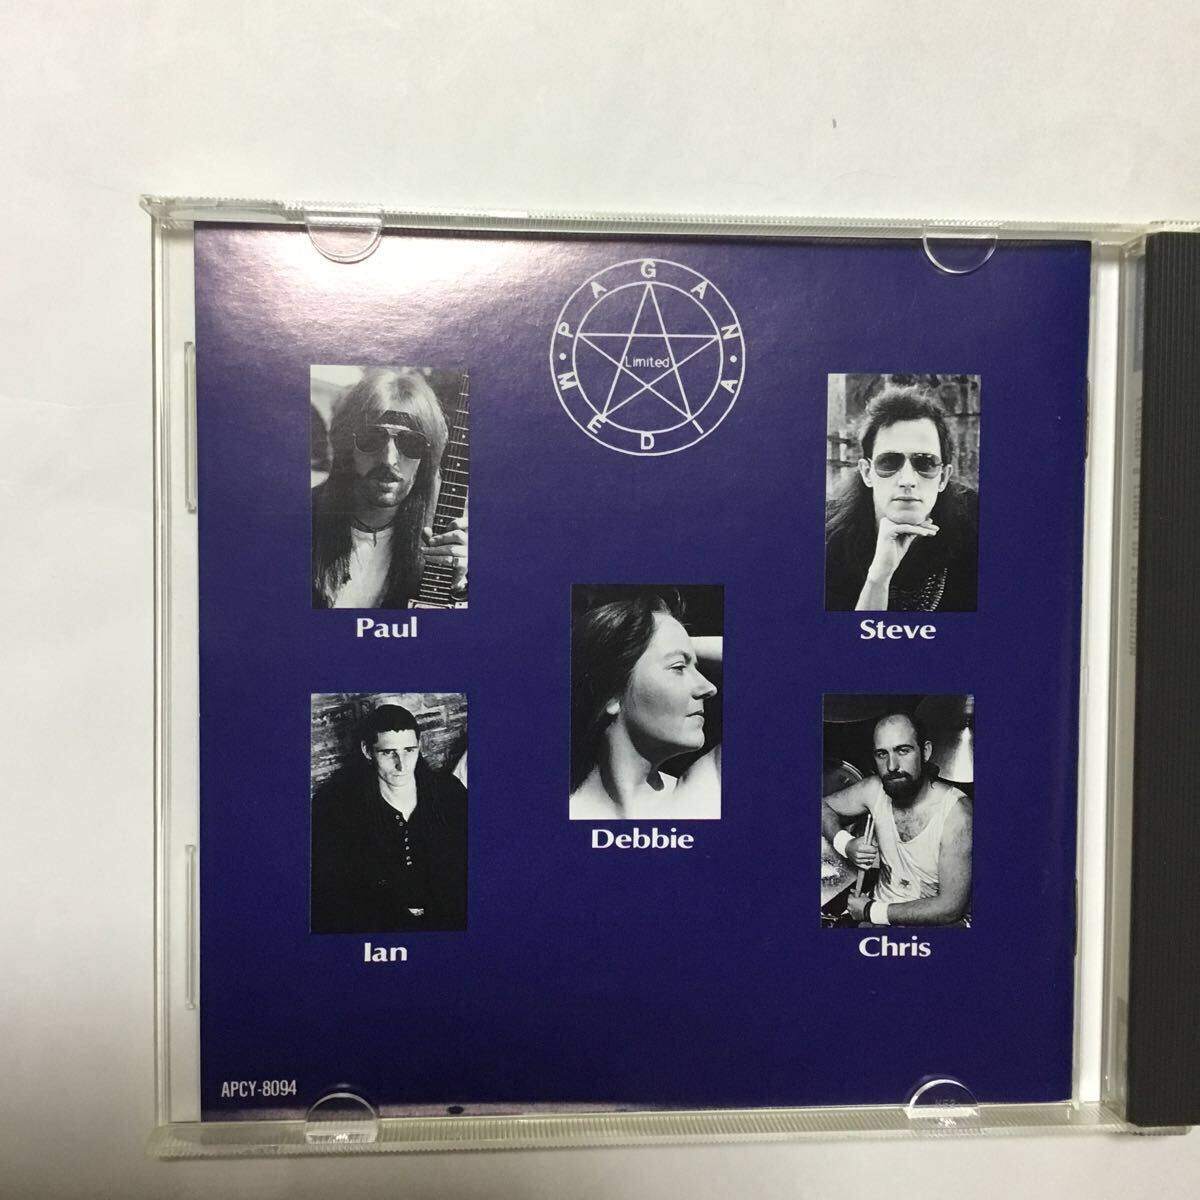 PAGAN
Limited
MEDIA
Paul
Steve
Debbie
Ian
Chris
APCY-8094